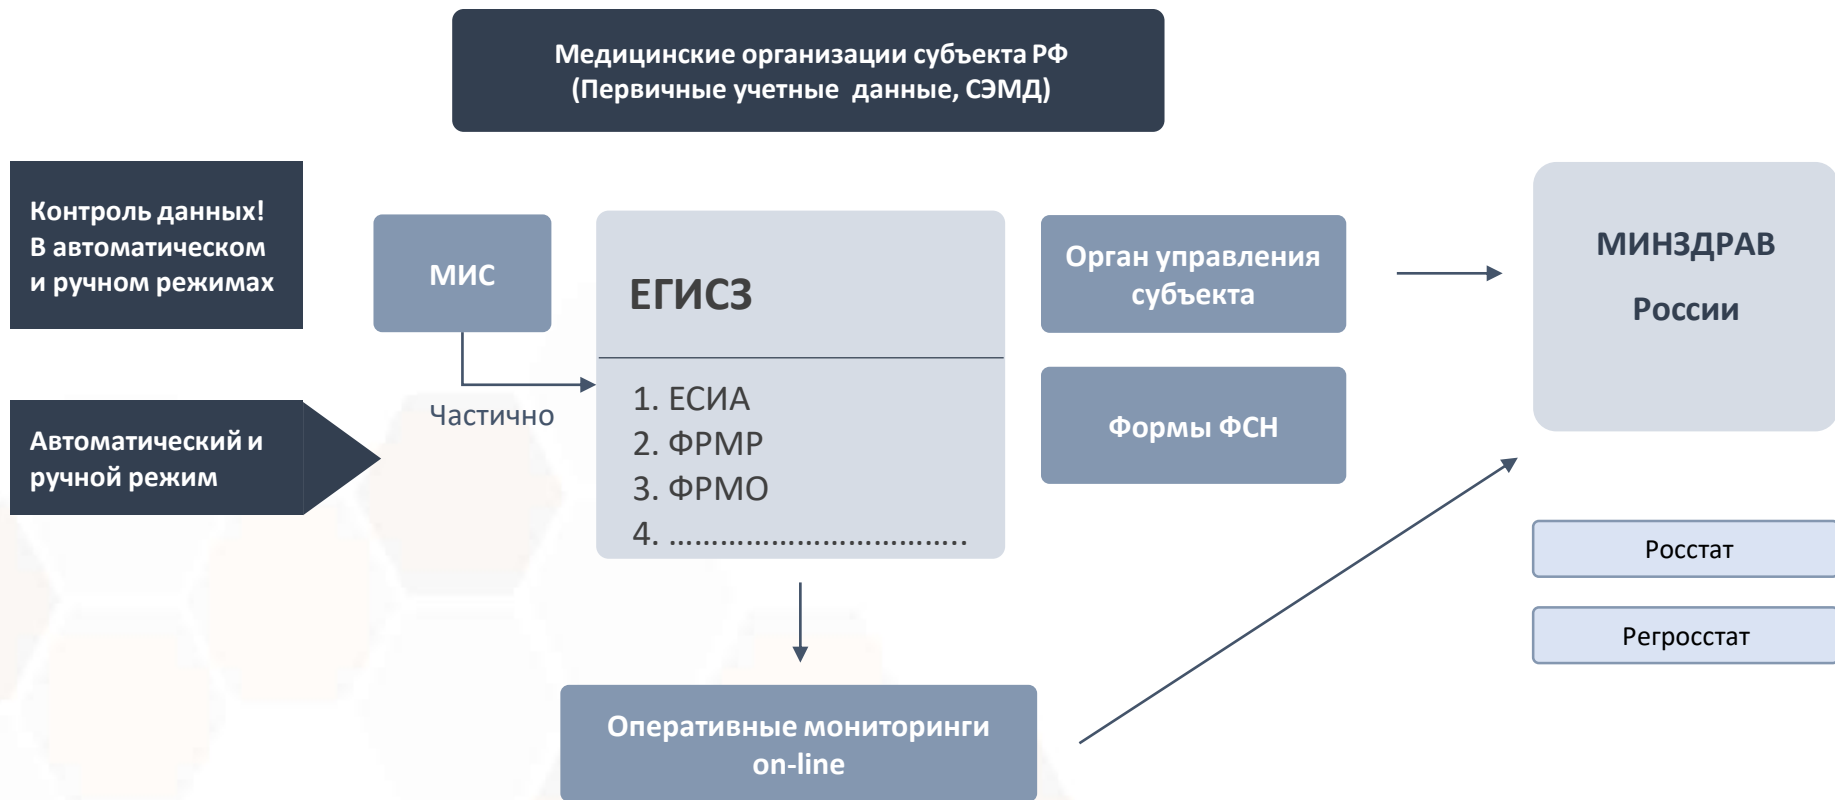 Медицинские организации субъекта РФ
(Первичные учетные данные, СЭМД)
Контроль данных!
В автоматическом
и ручном режимах
МИС
ЕГИСЗ
Орган управления
субъекта
МИНЗДРАВ
России
Автоматический и
ручной режим
Частично
1. ЕСИА
2. ФРМР
3. ФРМО
4. ……………………………..
Формы ФСН
Росстат
Регросстат
Оперативные мониторинги
on-line